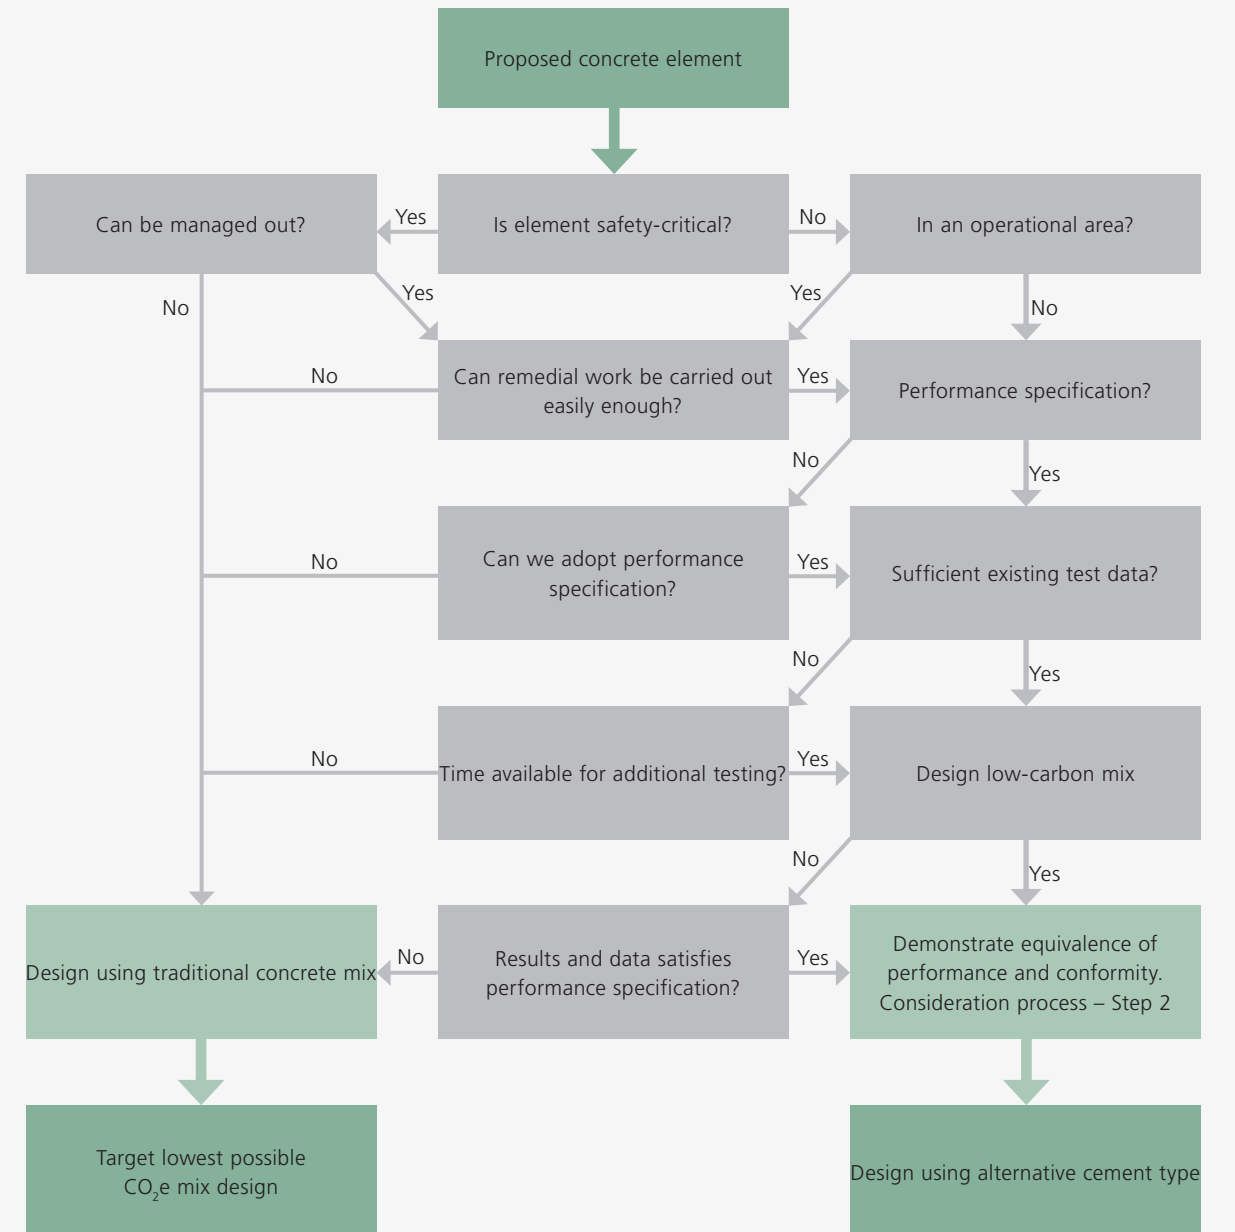 Proposed concrete element
Can be managed out?
Yes
Is element safety-critical?
No
In an operational area?
No
Yes
Yes
No
No
Can remedial work be carried out
easily enough?
Yes
Performance specification?
No
Yes
No
Can we adopt performance
specification?
Yes
Sufficient existing test data?
No
Yes
No
Time available for additional testing?
Yes
Design low-carbon mix
No
Yes
Design using traditional concrete mix
No
Results and data satisfies
performance specification?
Yes
Demonstrate equivalence of
performance and conformity.
Consideration process – Step 2
Target lowest possible
CO₂e mix design
Design using alternative cement type